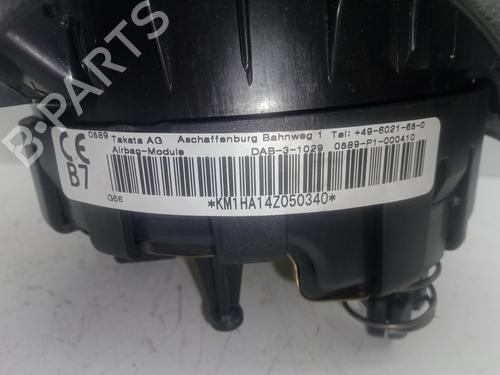 B-PARTS
0589 Takata AG Aschaffenburg Bahnweg 1 Tel: +49-6021-65-0
CE Airbag-Module DAB-3-1029 0589-P1-000410
B7
G66
*KM1HA14Z050340*